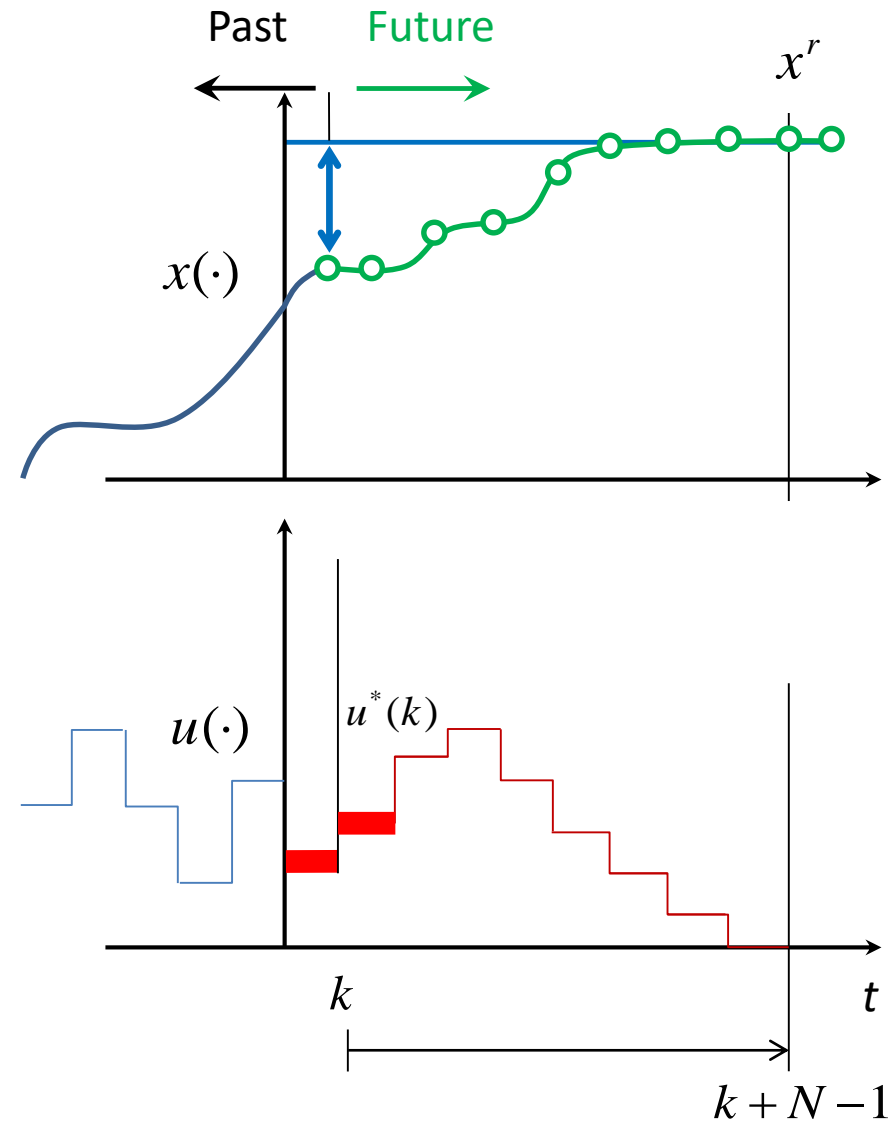 Past Future
x^r
x(·)
u*(k)
u(·)
k
t
k + N − 1